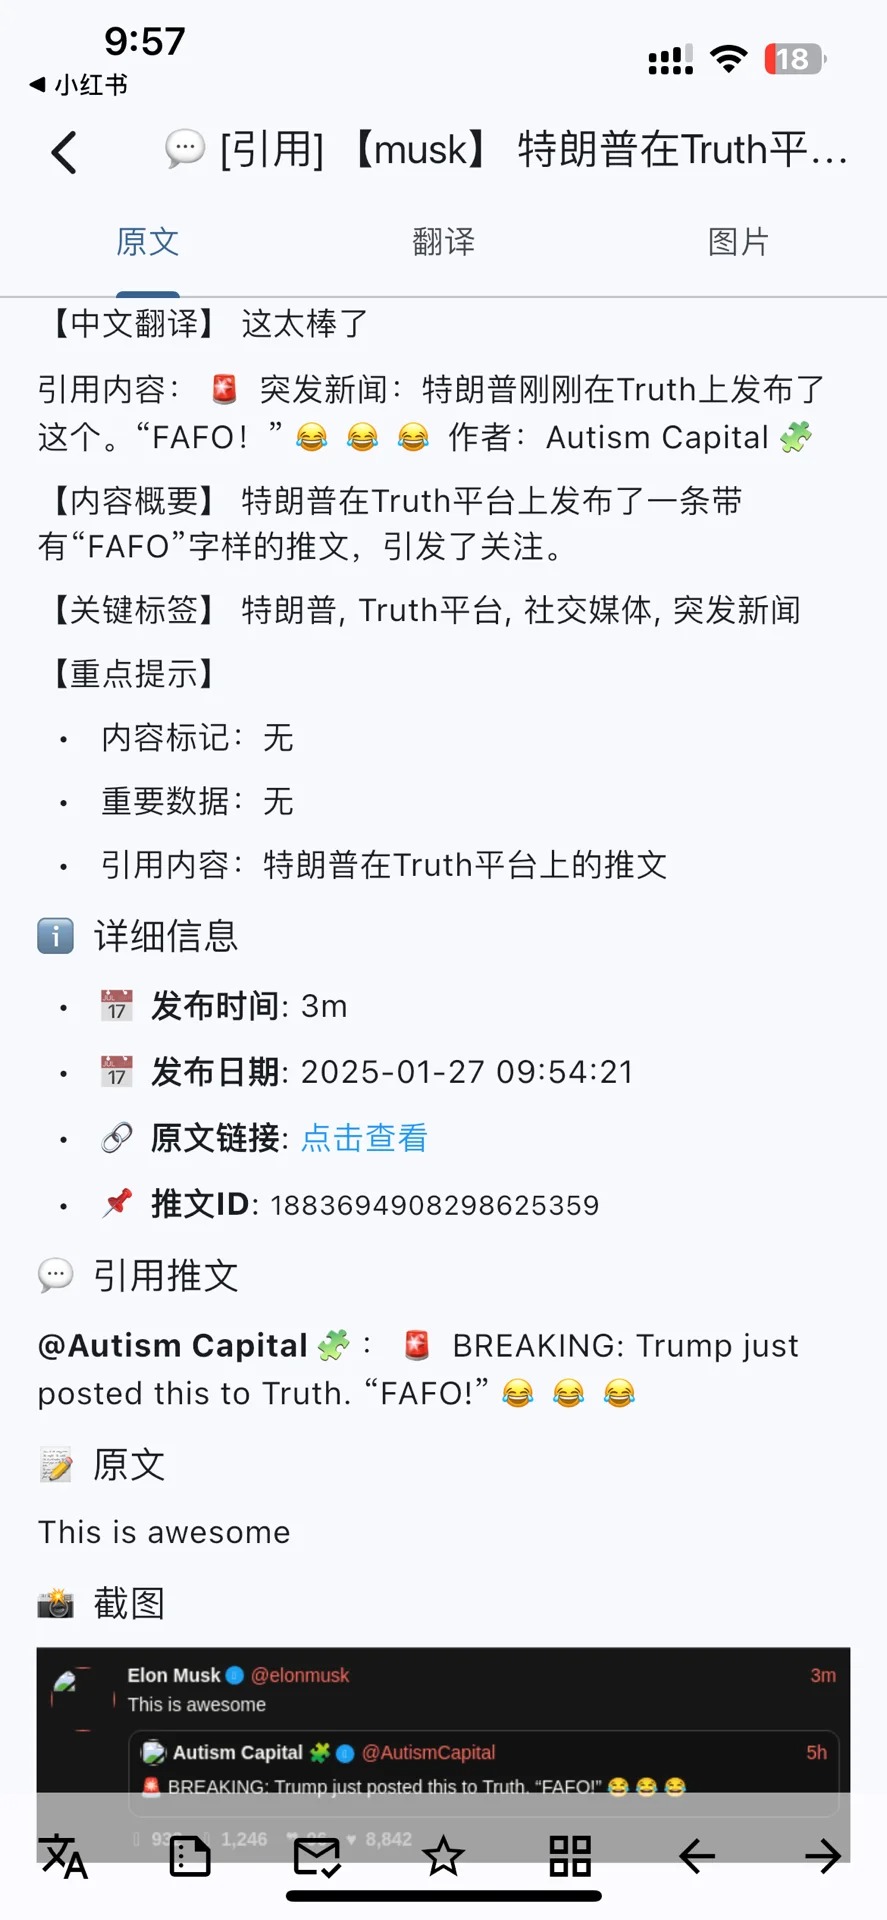 9:57
18
◀ 小红书
💬 [引用] 【musk】 特朗普在Truth平...
原文
翻译
图片
【中文翻译】 这太棒了
引用内容： 🚨 突发新闻：特朗普刚刚在Truth上发布了
这个。“FAFO！” 😂 😂 😂 作者：Autism Capital 🧩
【内容概要】 特朗普在Truth平台上发布了一条带
有“FAFO”字样的推文，引发了关注。
【关键标签】 特朗普, Truth平台, 社交媒体, 突发新闻
【重点提示】
• 内容标记：无
• 重要数据：无
• 引用内容：特朗普在Truth平台上的推文
ℹ️ 详细信息
• 📅 发布时间: 3m
• 📅 发布日期: 2025-01-27 09:54:21
• 🔗 原文链接: 点击查看
• 📌 推文ID: 1883694908298625359
💬 引用推文
@Autism Capital 🧩： 🚨 BREAKING: Trump just
posted this to Truth. “FAFO!” 😂 😂 😂
📝 原文
This is awesome
📸 截图
Elon Musk @elonmusk 3m
This is awesome
Autism Capital 🧩 @AutismCapital 5h
🚨 BREAKING: Trump just posted this to Truth. “FAFO!” 😂 😂 😂
1,246 ♥ 8,842